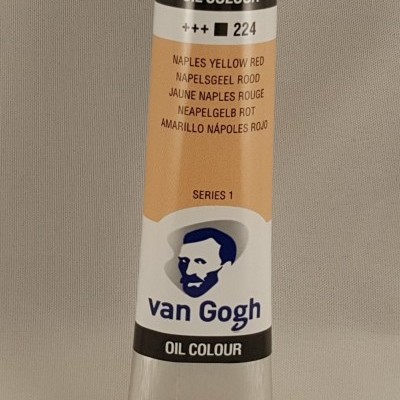 OIL COLOUR
+++ ■ 224
NAPLES YELLOW RED
NAPELSGEEL ROOD
JAUNE NAPLES ROUGE
NEAPELGELB ROT
AMARILLO NÁPOLES ROJO
SERIES 1
van Gogh
OIL COLOUR